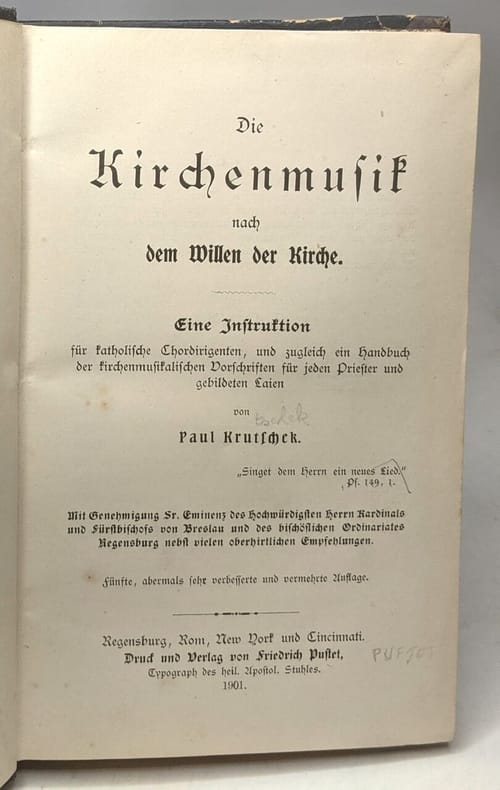 Die
Kirchenmusik
nach
dem Willen der Kirche.
Eine Instruktion
für katholische Chordirigenten, und zugleich ein Handbuch
der kirchenmusikalischen Vorschriften für jeden Priester und
gebildeten Laien
von
Paul Krutschek.
„Singet dem Herrn ein neues Lied.“
Pf. 149, 1.
Mit Genehmigung Sr. Eminenz des Hochwürdigsten Herrn Kardinals
und Fürstbischofs von Breslau und des bischöflichen Ordinariates
Regensburg nebst vielen oberhirtlichen Empfehlungen.
Fünfte, abermals sehr verbesserte und vermehrte Auflage.
Regensburg, Rom, New York und Cincinnati.
Druck und Verlag von Friedrich Pustet,
Typograph des heil. Apostol. Stuhles.
1901.